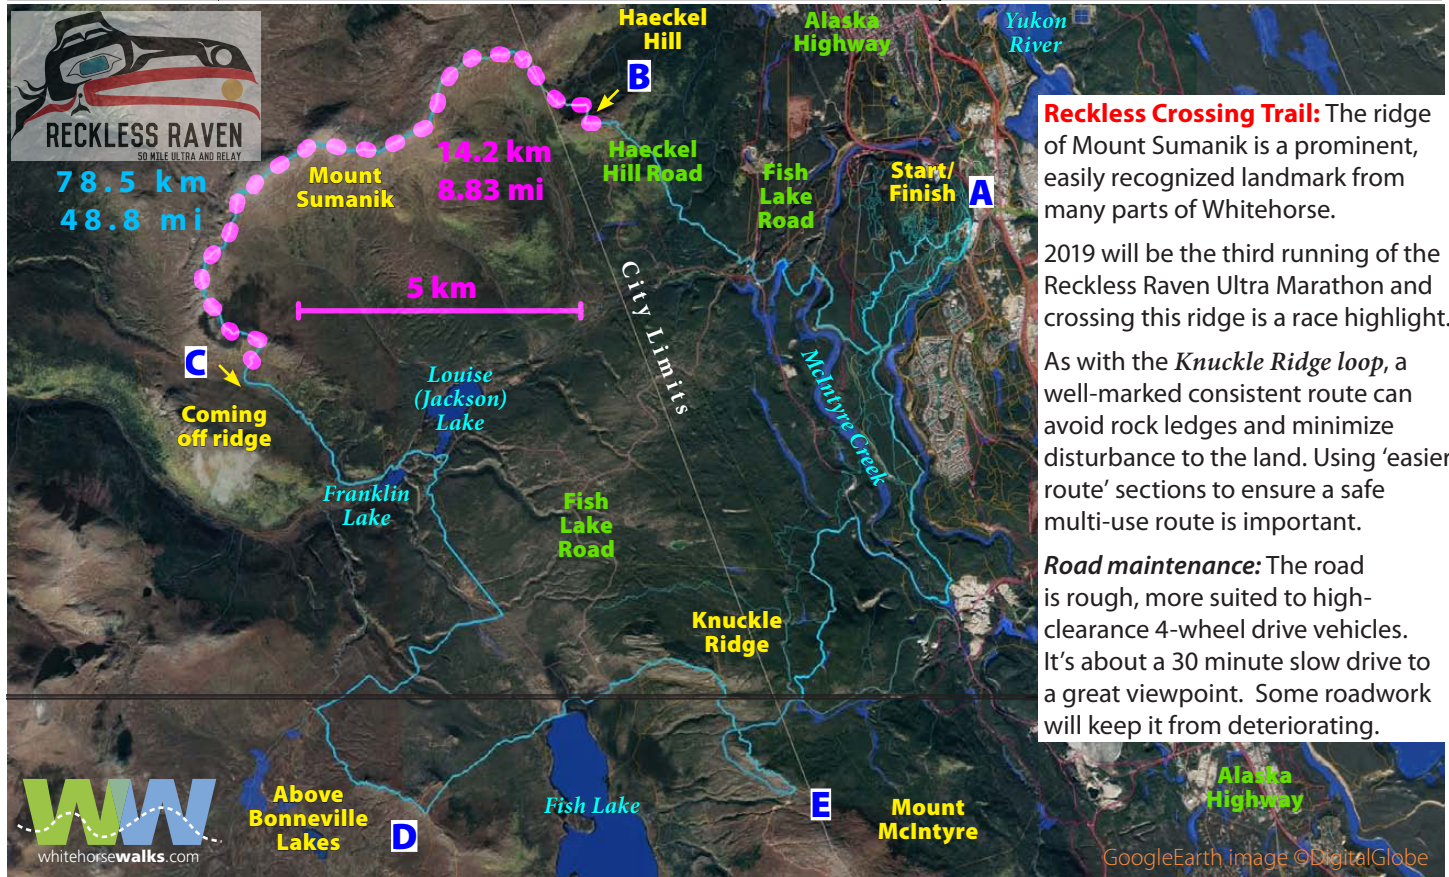 Haeckel
Hill
B
Alaska
Highway
Yukon
River
RECKLESS RAVEN
50 MILE ULTRA AND RELAY
78.5 km
48.8 mi
Mount
Sumanik
14.2 km
8.83 mi
Haeckel
Hill Road
Fish
Lake
Road
Start/
Finish
A
5 km
City Limits
C
Coming
off ridge
Louise
(Jackson)
Lake
McIntyre Creek
Franklin
Lake
Fish
Lake
Road
Knuckle
Ridge
Above
Bonneville
Lakes
D
Fish Lake
E
Mount
McIntyre
Alaska
Highway
WW
whitehorsewalks.com
GoogleEarth image ©DigitalGlobe
Reckless Crossing Trail: The ridge
of Mount Sumanik is a prominent,
easily recognized landmark from
many parts of Whitehorse.
2019 will be the third running of the
Reckless Raven Ultra Marathon and
crossing this ridge is a race highlight.
As with the Knuckle Ridge loop, a
well-marked consistent route can
avoid rock ledges and minimize
disturbance to the land. Using ‘easier
route’ sections to ensure a safe
multi-use route is important.
Road maintenance: The road
is rough, more suited to high-
clearance 4-wheel drive vehicles.
It’s about a 30 minute slow drive to
a great viewpoint. Some roadwork
will keep it from deteriorating.